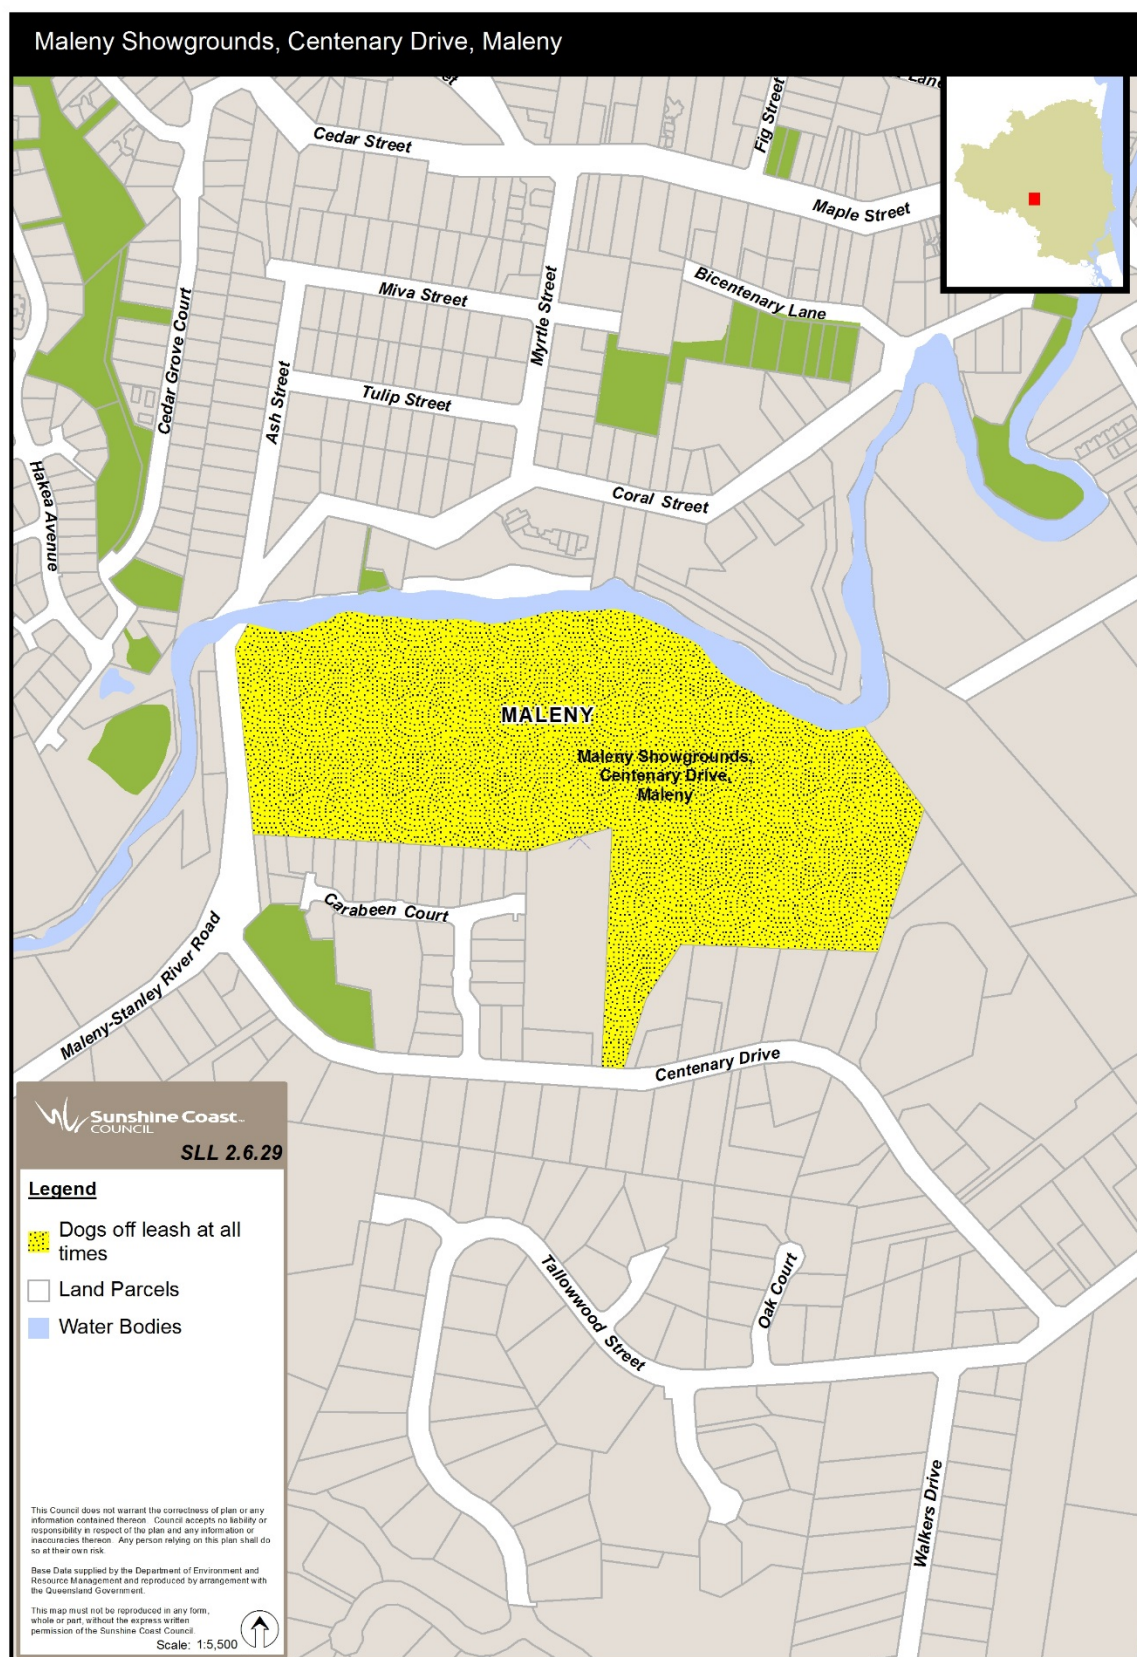 Maleny Showgrounds, Centenary Drive, Maleny
Cedar Street
Fig Street
Maple Street
Miva Street
Myrtle Street
Bicentenary Lane
Cedar Grove Court
Ash Street
Tulip Street
Hakea Avenue
Coral Street
MALENY
Maleny Showgrounds,
Centenary Drive,
Maleny
Carabeen Court
Maleny-Stanley River Road
Centenary Drive
Tallowwood Street
Oak Court
Walkers Drive
Sunshine Coast
COUNCIL
SLL 2.6.29
Legend
Dogs off leash at all
times
Land Parcels
Water Bodies
This Council does not warrant the correctness of plan or any
information contained thereon. Council accepts no liability or
responsibility in respect of the plan and any information or
inaccuracies thereon. Any person relying on this plan shall do
so at their own risk.
Base Data supplied by the Department of Environment and
Resource Management and reproduced by arrangement with
the Queensland Government.
This map must not be reproduced in any form,
whole or part, without the express written
permission of the Sunshine Coast Council.
Scale: 1:5,500